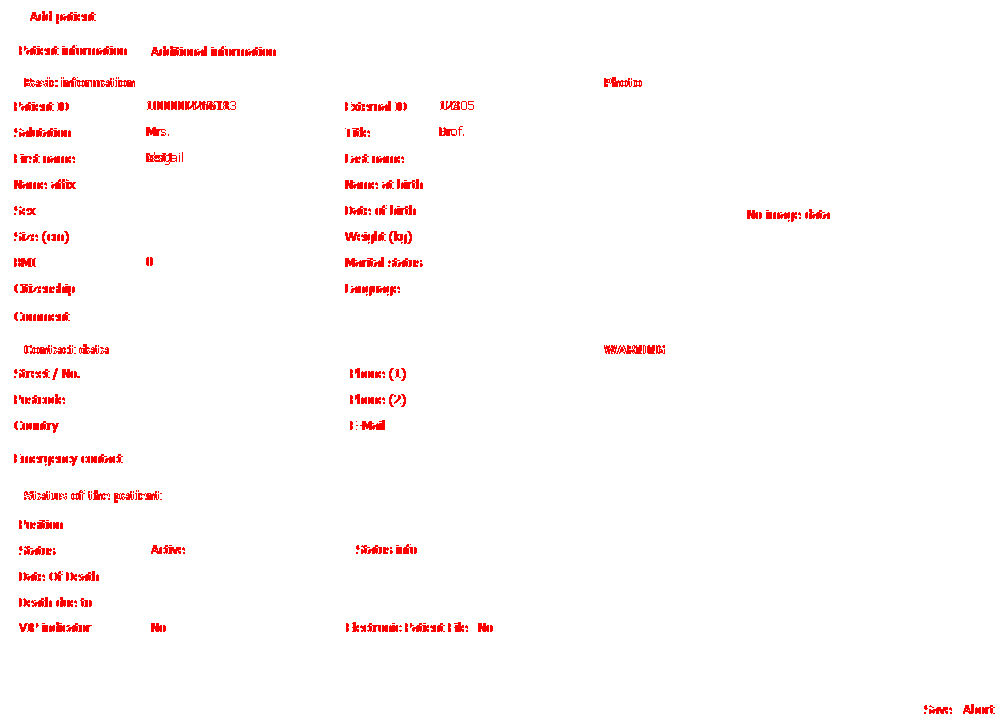 Add patient
Patient information Additional information
Basic information Photo
Patient ID External ID
Salutation Mrs. Title Prof.
First name Last name
Name affix Name at birth
Sex Date of birth
No image data
Size (cm) Weight (kg)
BMI 0 Marital status
Citizenship Language
Comment
Contact data WARNING
Street / No. Phone (1)
Postcode Phone (2)
Country E-Mail
Emergency contact
Status of the patient
Position
Status Active Status info
Date Of Death
Death due to
VIP indicator No Electronic Patient File No
Save Abort